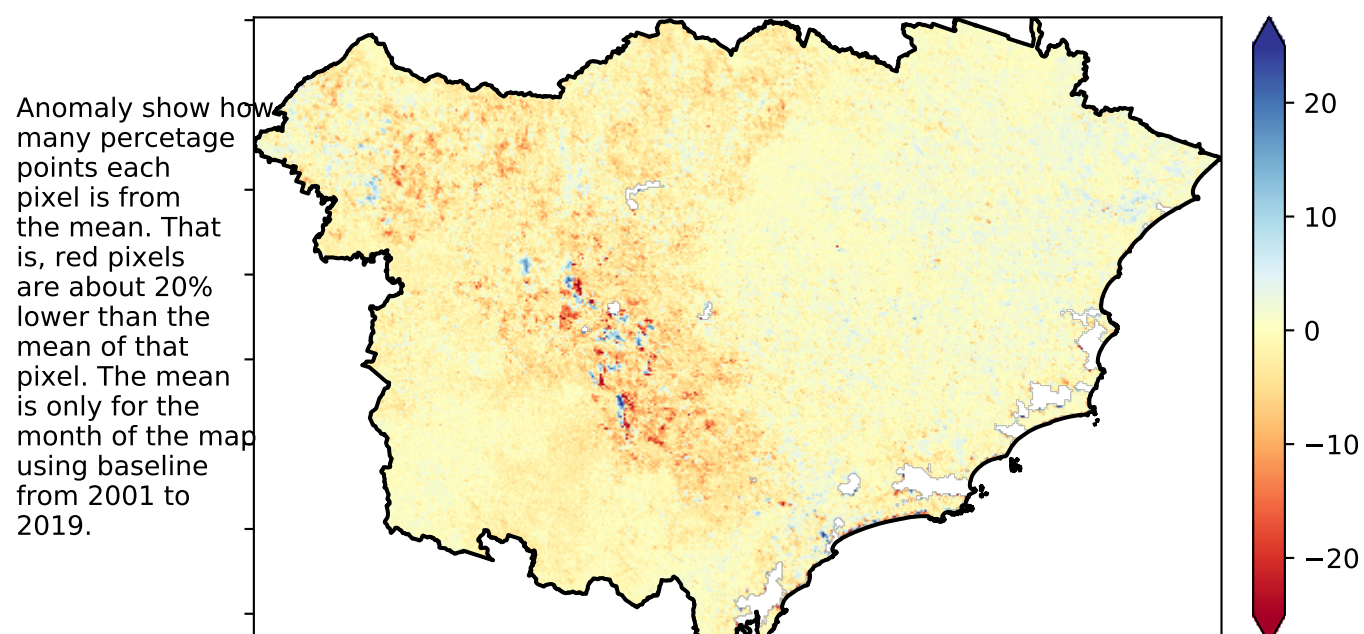 Anomaly show how
many percetage
points each
pixel is from
the mean. That
is, red pixels
are about 20%
lower than the
mean of that
pixel. The mean
is only for the
month of the map
using baseline
from 2001 to
2019.
20
10
0
−10
−20